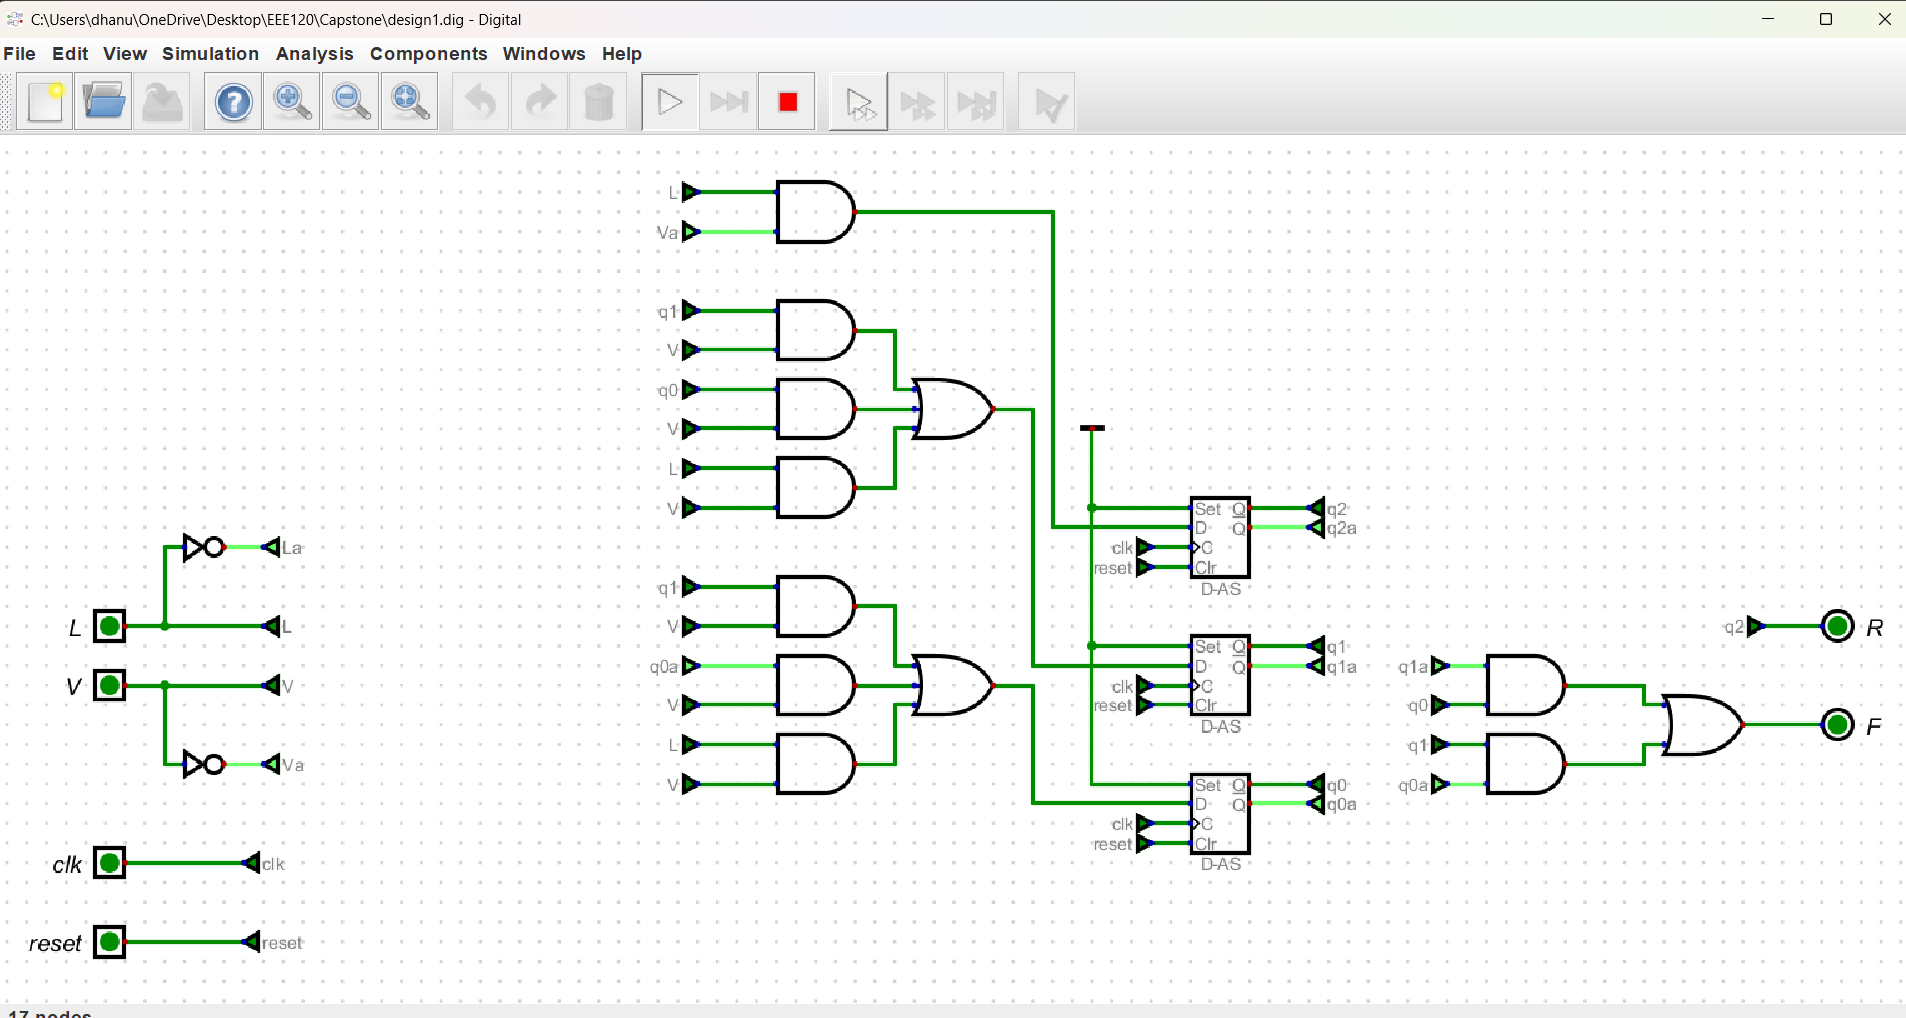 C:\Users\dhanu\OneDrive\Desktop\EEE120\Capstone\design1.dig - Digital
File Edit View Simulation Analysis Components Windows Help
L
Va
q1
V
q0
V
L
V
q1
V
q0a
V
L
V
La
L
L
V
V
Va
clk
clk
reset
reset
Set Q q2
D Q q2a
clk C
reset Clr
D-AS
Set Q q1
D Q q1a
clk C
reset Clr
D-AS
Set Q q0
D Q q0a
clk C
reset Clr
D-AS
q2 R
q1a
q0
F
q1
q0a
17 nodes